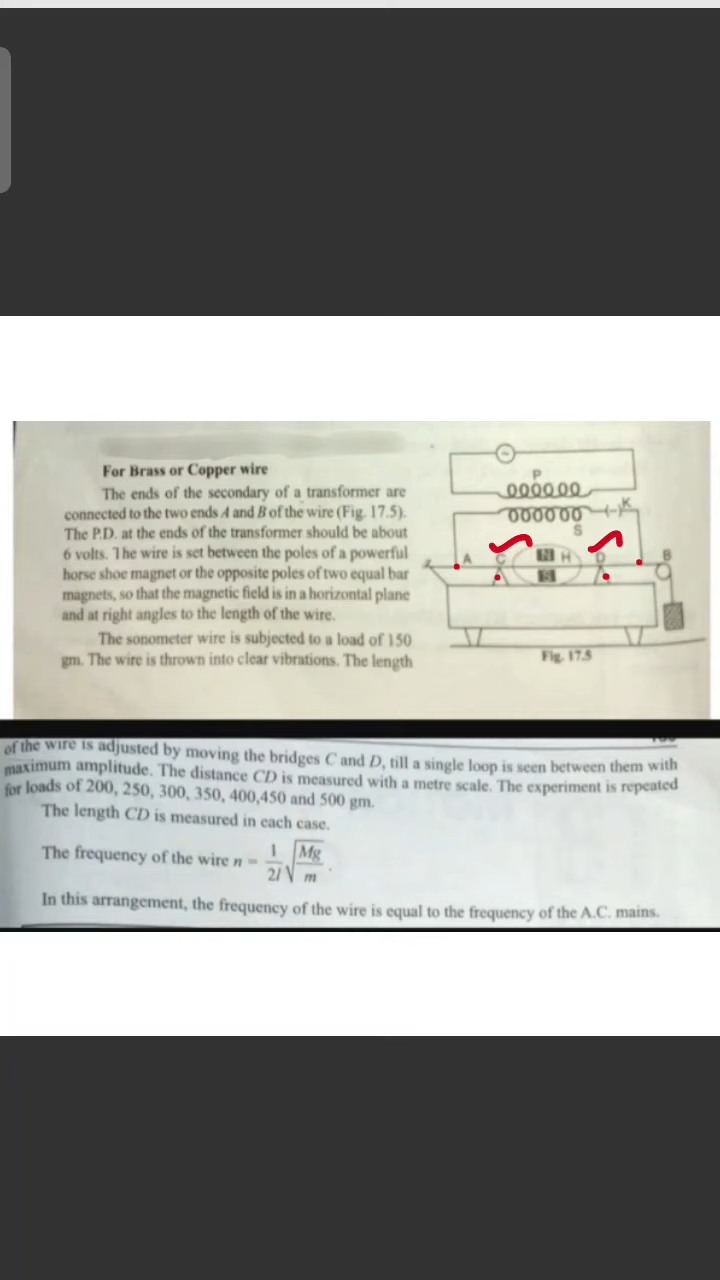 For Brass or Copper wire
The ends of the secondary of a transformer are
connected to the two ends A and B of the wire (Fig. 17.5).
The P.D. at the ends of the transformer should be about
6 volts. The wire is set between the poles of a powerful
horse shoe magnet or the opposite poles of two equal bar
magnets, so that the magnetic field is in a horizontal plane
and at right angles to the length of the wire.
The sonometer wire is subjected to a load of 150
gm. The wire is thrown into clear vibrations. The length
P
K
S
A
C
N
H
D
B
S
Fig. 17.5
of the wire is adjusted by moving the bridges C and D, till a single loop is seen between them with
maximum amplitude. The distance CD is measured with a metre scale. The experiment is repeated
for loads of 200, 250, 300, 350, 400,450 and 500 gm.
The length CD is measured in each case.
The frequency of the wire n = 1/2l √Mg/m .
In this arrangement, the frequency of the wire is equal to the frequency of the A.C. mains.